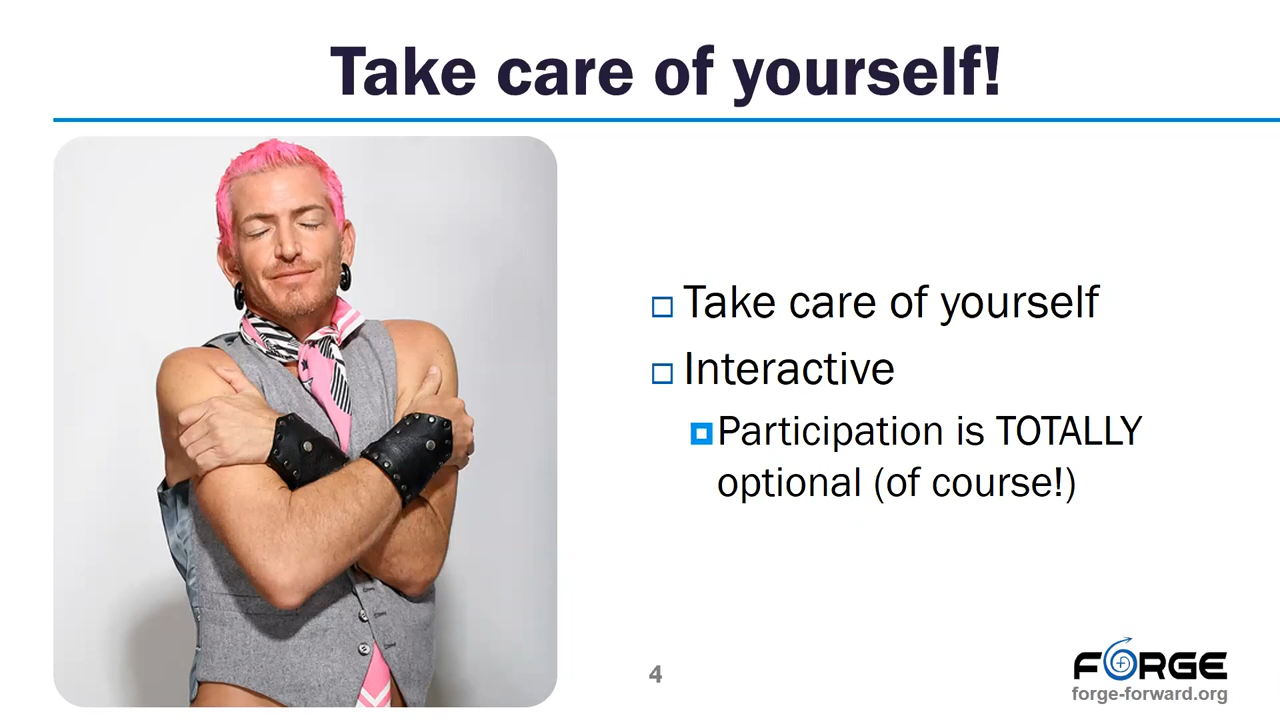 Take care of yourself!
Take care of yourself
Interactive
Participation is TOTALLY
optional (of course!)
4
FORGE
forge-forward.org